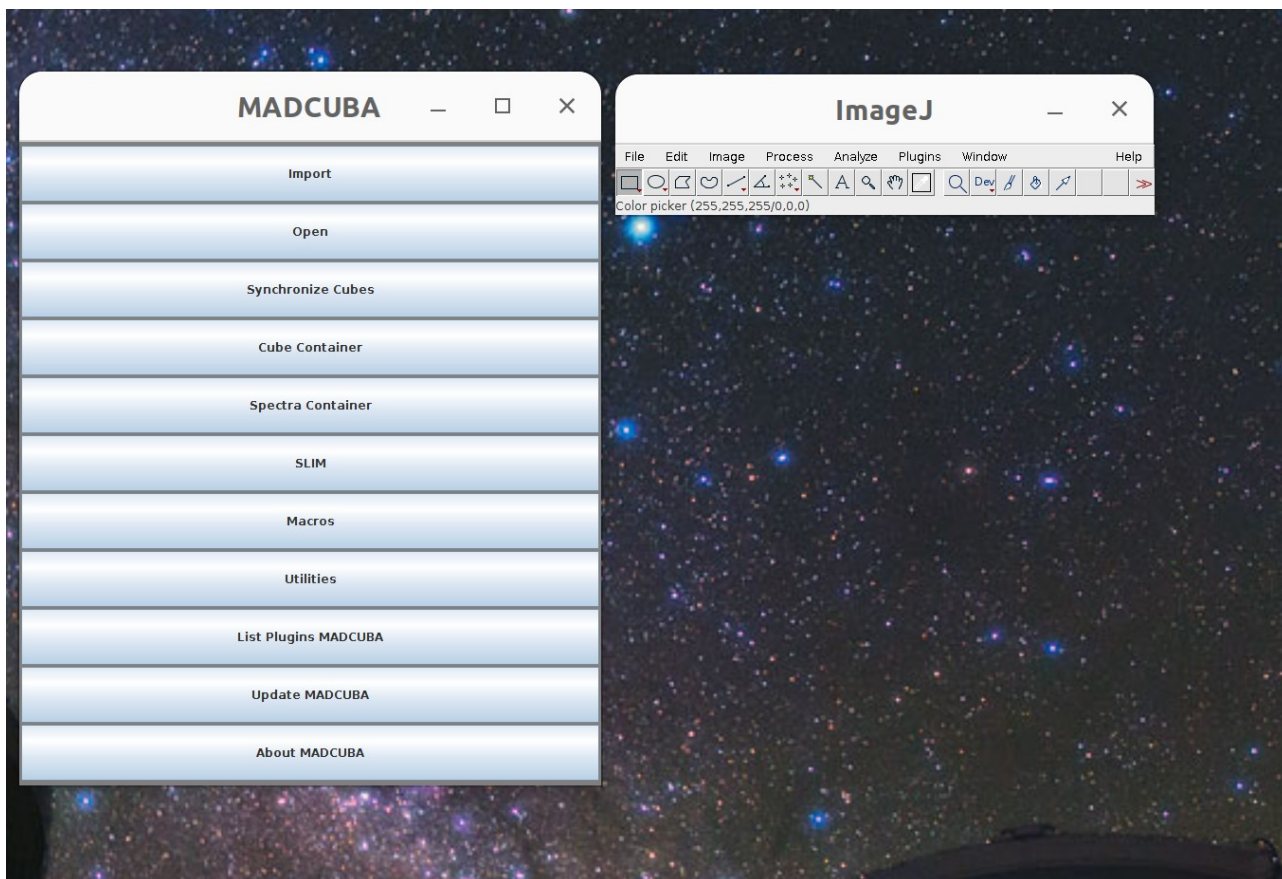 MADCUBA
Import
Open
Synchronize Cubes
Cube Container
Spectra Container
SLIM
Macros
Utilities
List Plugins MADCUBA
Update MADCUBA
About MADCUBA
ImageJ
File Edit Image Process Analyze Plugins Window Help
A Dev
Color picker (255,255,255/0,0,0)